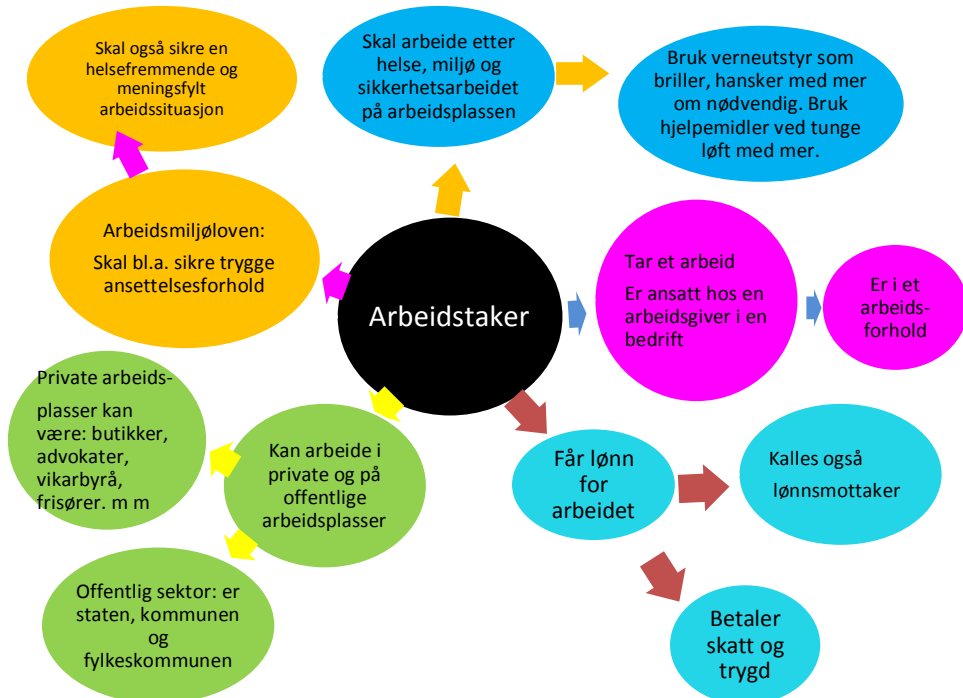 Skal også sikre en
helsefremmende og
meningsfylt
arbeidssituasjon
Skal arbeide etter
helse, miljø og
sikkerhetsarbeidet
på arbeidsplassen
Bruk verneutstyr som
briller, hansker med mer
om nødvendig. Bruk
hjelpemidler ved tunge
løft med mer.
Arbeidsmiljøloven:
Skal bl.a. sikre trygge
ansettelsesforhold
Arbeidstaker
Tar et arbeid
Er ansatt hos en
arbeidsgiver i en
bedrift
Er i et
arbeids-
forhold
Private arbeids-
plasser kan
være: butikker,
advokater,
vikarbyrå,
frisører. m m
Kan arbeide i
private og på
offentlige
arbeidsplasser
Får lønn
for
arbeidet
Kalles også
lønnsmottaker
Offentlig sektor: er
staten, kommunen
og
fylkeskommunen
Betaler
skatt og
trygd